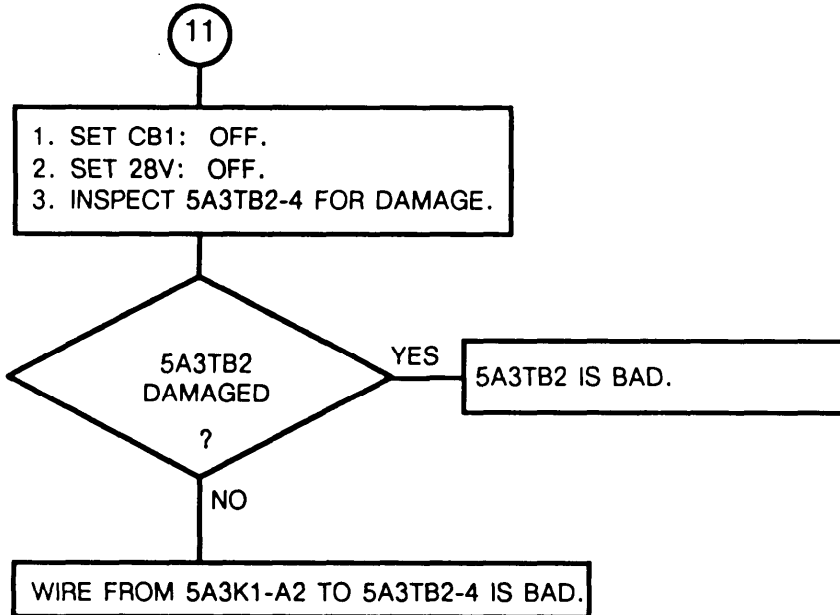 11
1. SET CB1: OFF.
2. SET 28V: OFF.
3. INSPECT 5A3TB2-4 FOR DAMAGE.
5A3TB2
DAMAGED
?
YES
5A3TB2 IS BAD.
NO
WIRE FROM 5A3K1-A2 TO 5A3TB2-4 IS BAD.